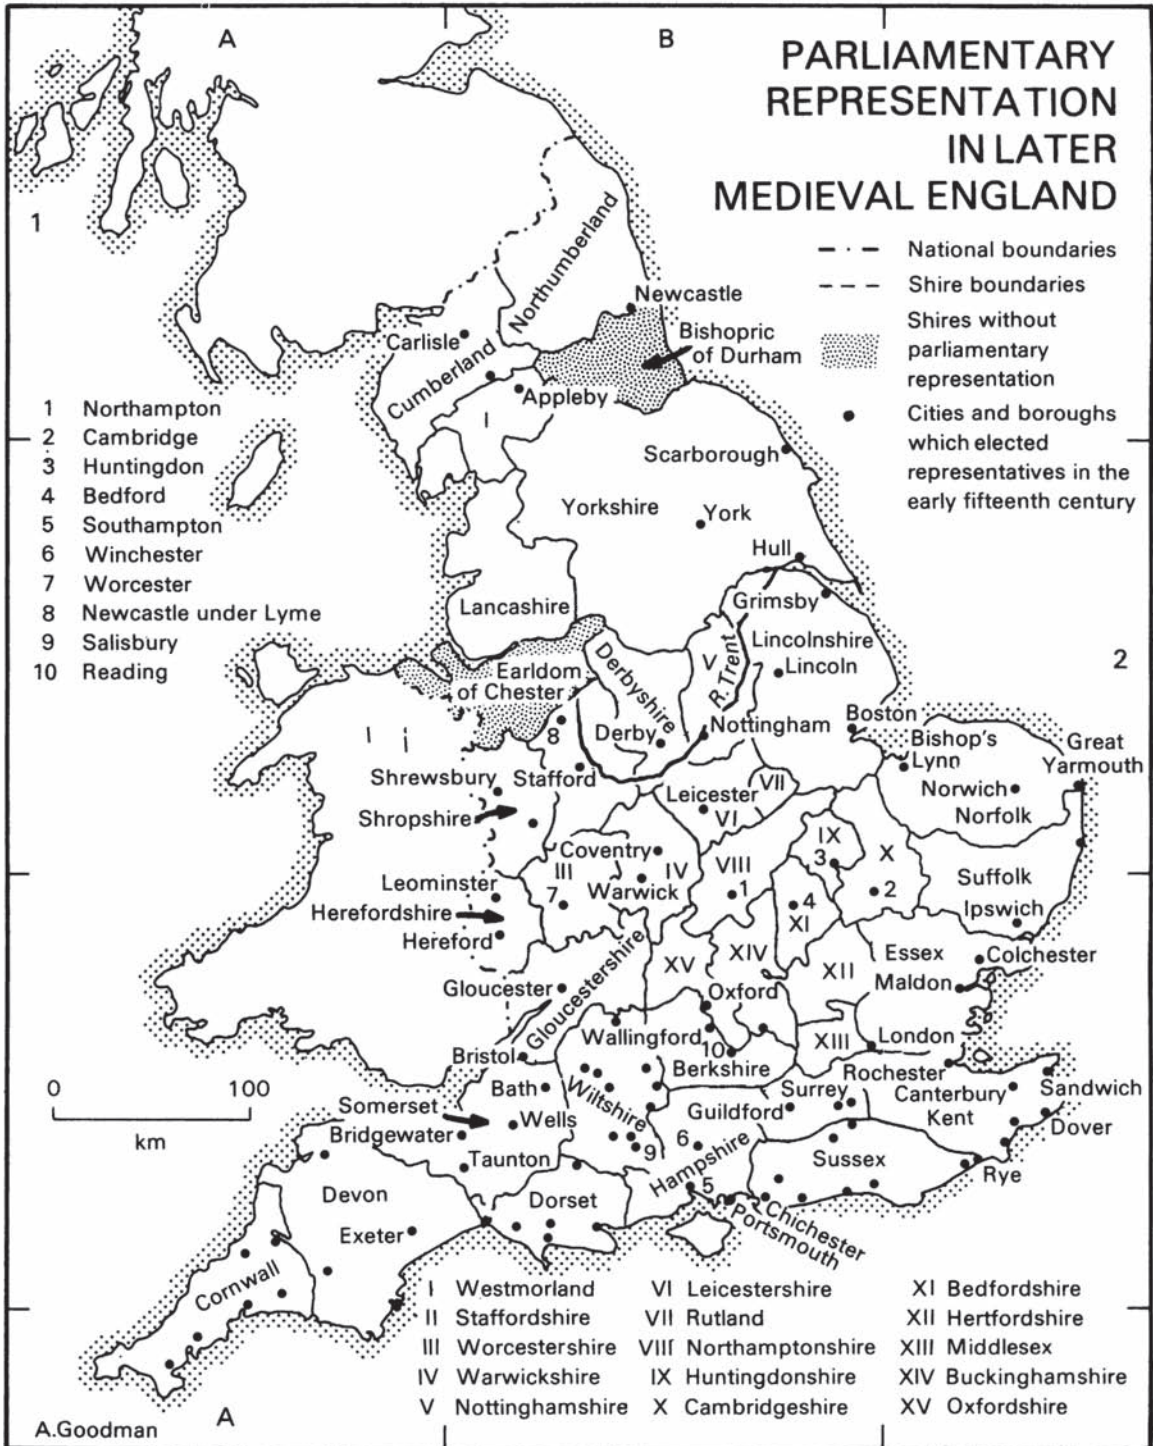 A
B
PARLIAMENTARY
REPRESENTATION
IN LATER
MEDIEVAL ENGLAND
1
National boundaries
Shire boundaries
Shires without
parliamentary
representation
Cities and boroughs
which elected
representatives in the
early fifteenth century
1 Northampton
2 Cambridge
3 Huntingdon
4 Bedford
5 Southampton
6 Winchester
7 Worcester
8 Newcastle under Lyme
9 Salisbury
10 Reading
Northumberland
Newcastle
Bishopric
of Durham
Carlisle
Cumberland
Appleby
I
Scarborough
Yorkshire
York
Hull
Lancashire
Grimsby
Lincolnshire
Lincoln
2
Earldom
of Chester
Derbyshire
V
R. Trent
I i
8
Derby
Nottingham
Boston
Bishop's
Lynn
Great
Yarmouth
Shrewsbury
Stafford
Leicester
VII
VI
Norwich
Norfolk
Shropshire
Coventry
III
IV
VIII
IX
3
X
Leominster
7
Warwick
1
4
XI
2
Suffolk
Herefordshire
Ipswich
Hereford
XV
XIV
XII
Essex
Colchester
Gloucester
Gloucestershire
Oxford
Maldon
Wallingford
10
XIII
London
Bristol
Berkshire
Rochester
0 100
km
Bath
Wiltshire
Surrey
Canterbury
Sandwich
Somerset
Wells
Guildford
Kent
Dover
Bridgewater
6
9
Taunton
Hampshire
Sussex
Rye
Devon
Dorset
5
Exeter
Chichester
Portsmouth
Cornwall
I Westmorland
II Staffordshire
III Worcestershire
IV Warwickshire
V Nottinghamshire
VI Leicestershire
VII Rutland
VIII Northamptonshire
IX Huntingdonshire
X Cambridgeshire
XI Bedfordshire
XII Hertfordshire
XIII Middlesex
XIV Buckinghamshire
XV Oxfordshire
A.Goodman
A